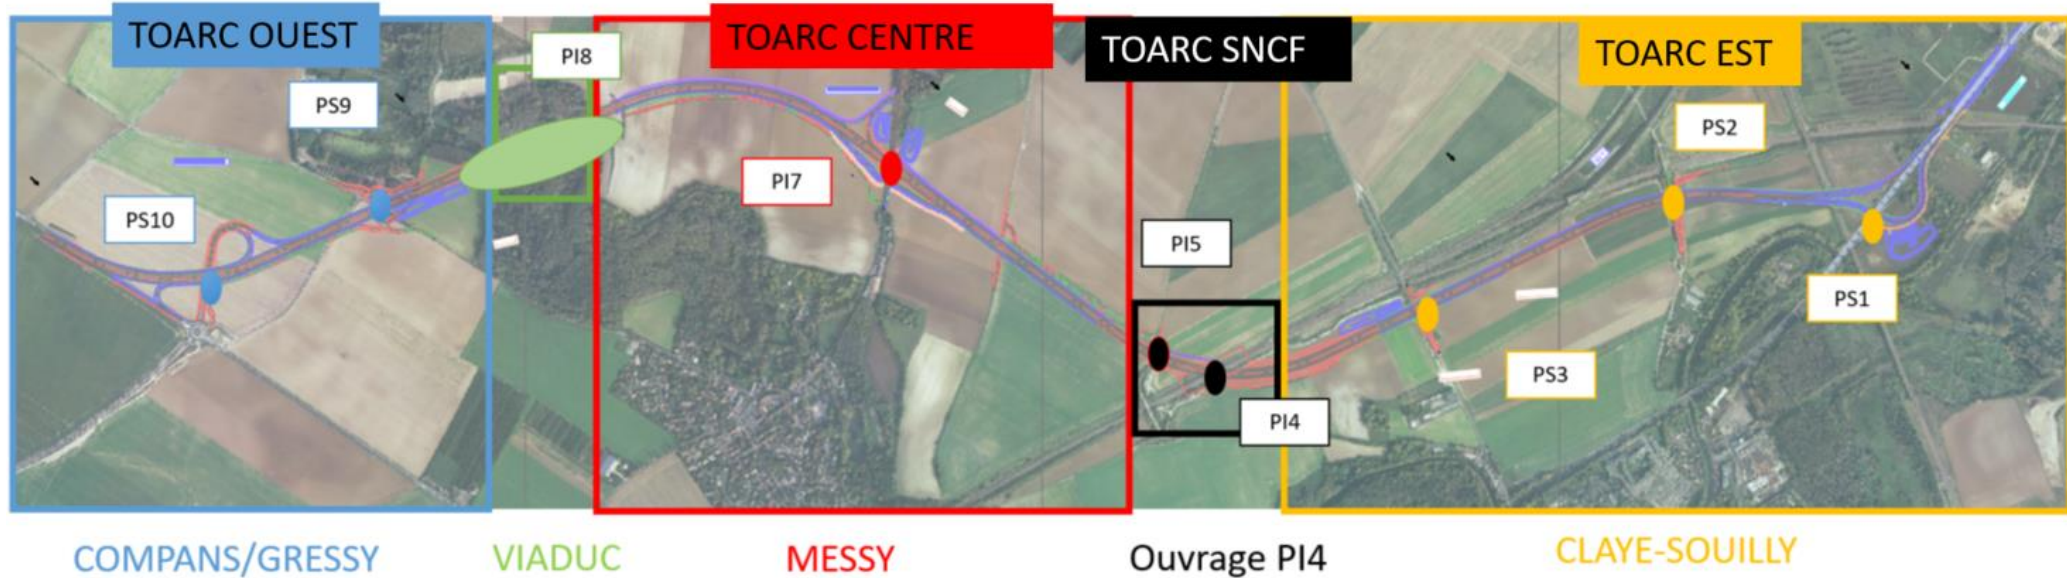 TOARC OUEST
TOARC CENTRE
TOARC SNCF
TOARC EST
PI8
PS9
PS10
PI7
PI5
PI4
PS2
PS1
PS3
COMPANS/GRESSY
VIADUC
MESSY
Ouvrage PI4
CLAYE-SOUILLY